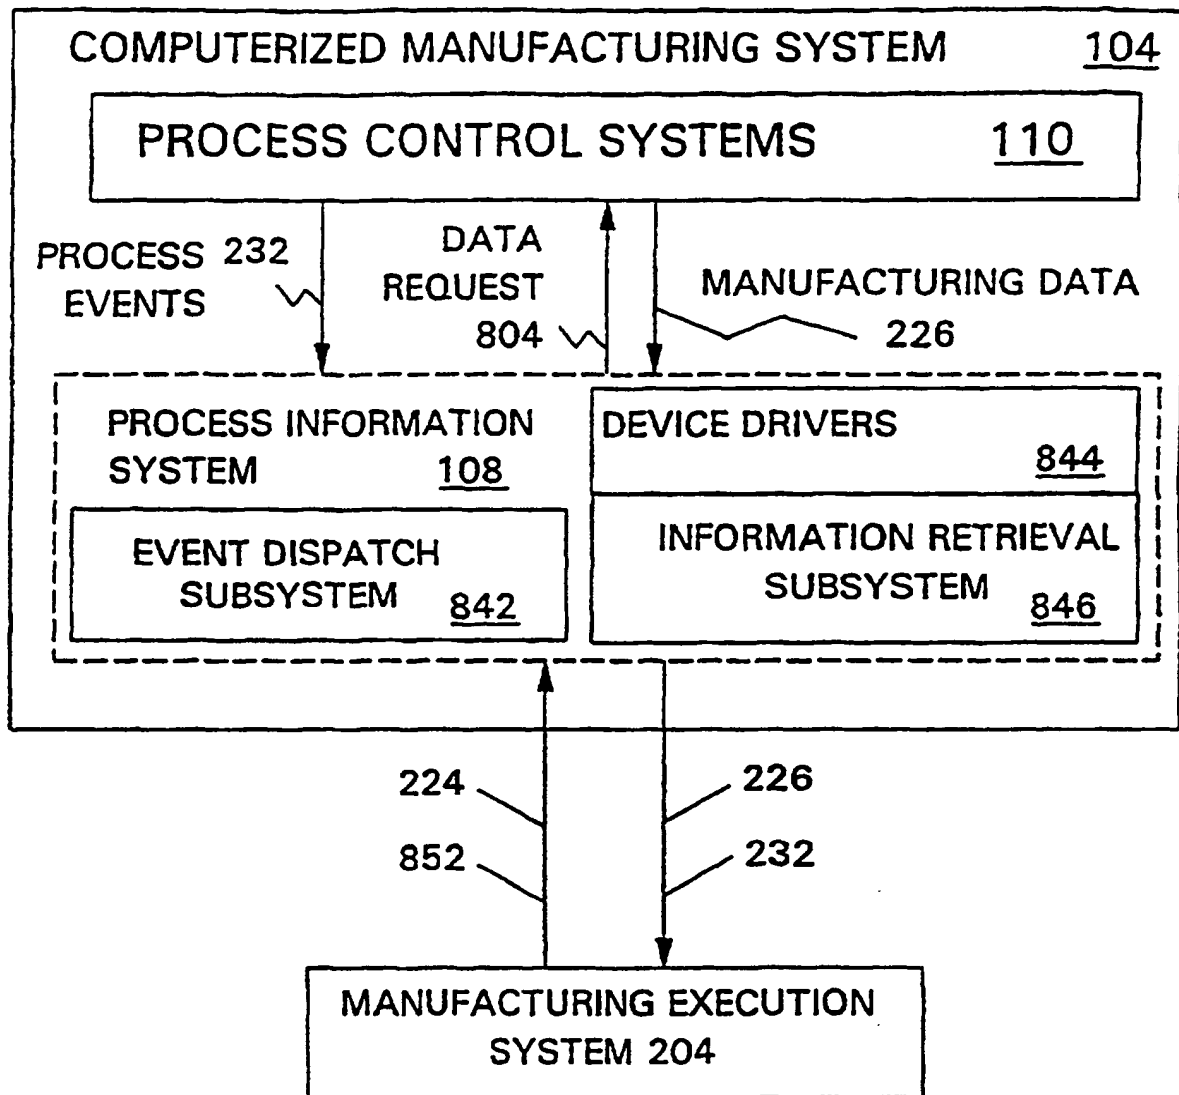 COMPUTERIZED MANUFACTURING SYSTEM 104
PROCESS CONTROL SYSTEMS 110
PROCESS 232
EVENTS
DATA
REQUEST
804
MANUFACTURING DATA
226
PROCESS INFORMATION
SYSTEM 108
DEVICE DRIVERS
844
EVENT DISPATCH
SUBSYSTEM 842
INFORMATION RETRIEVAL
SUBSYSTEM
846
224
226
852
232
MANUFACTURING EXECUTION
SYSTEM 204